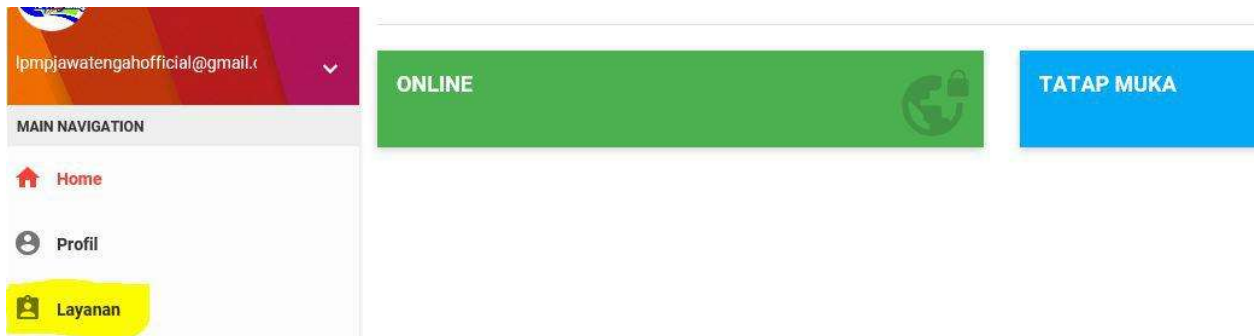 lpmpjawatengahofficial@gmail.c
MAIN NAVIGATION
Home
Profil
Layanan
ONLINE
TATAP MUKA